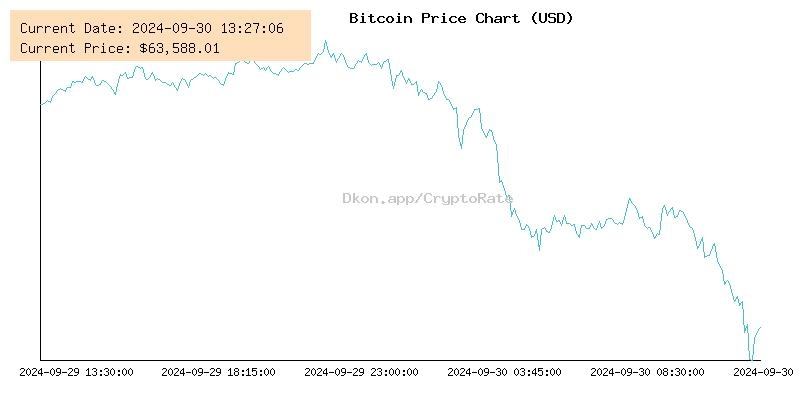 Bitcoin Price Chart (USD)
Current Date: 2024-09-30 13:27:06
Current Price: $63,588.01
Dkon.app/CryptoRate
2024-09-29 13:30:00 2024-09-29 18:15:00 2024-09-29 23:00:00 2024-09-30 03:45:00 2024-09-30 08:30:00 2024-09-30